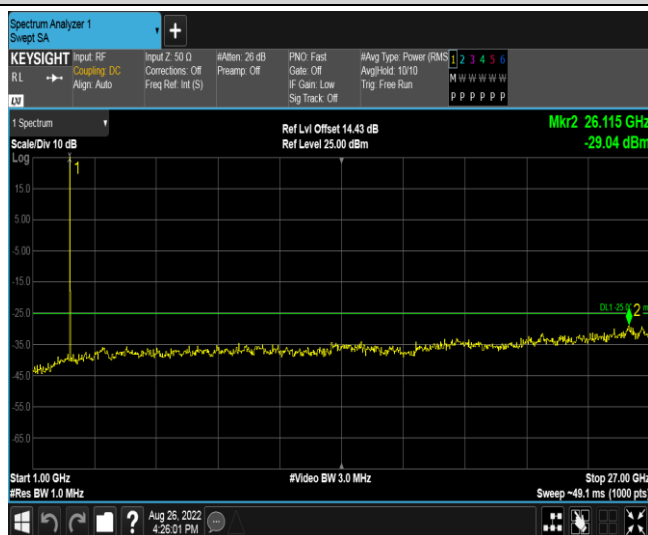 Spectrum Analyzer 1
Swept SA
+
KEYSIGHT
RL
LXI
Input: RF
Coupling: DC
Align: Auto
Input Z: 50 Ω
Corrections: Off
Freq Ref: Int (S)
#Atten: 26 dB
Preamp: Off
PNO: Fast
Gate: Off
IF Gain: Low
Sig Track: Off
#Avg Type: Power (RMS
Avg|Hold: 10/10
Trig: Free Run
1 2 3 4 5 6
M W W W W W
P P P P P P
1 Spectrum
Scale/Div 10 dB
Ref Lvl Offset 14.43 dB
Ref Level 25.00 dBm
Mkr2 26.115 GHz
-29.04 dBm
Log
1
15.0
5.00
-5.00
-15.0
DL1 -25.00
2
-25.0
-35.0
-45.0
-55.0
-65.0
Start 1.00 GHz
#Video BW 3.0 MHz
Stop 27.00 GHz
#Res BW 1.0 MHz
Sweep ~49.1 ms (1000 pts)
?
Aug 26, 2022
4:26:01 PM